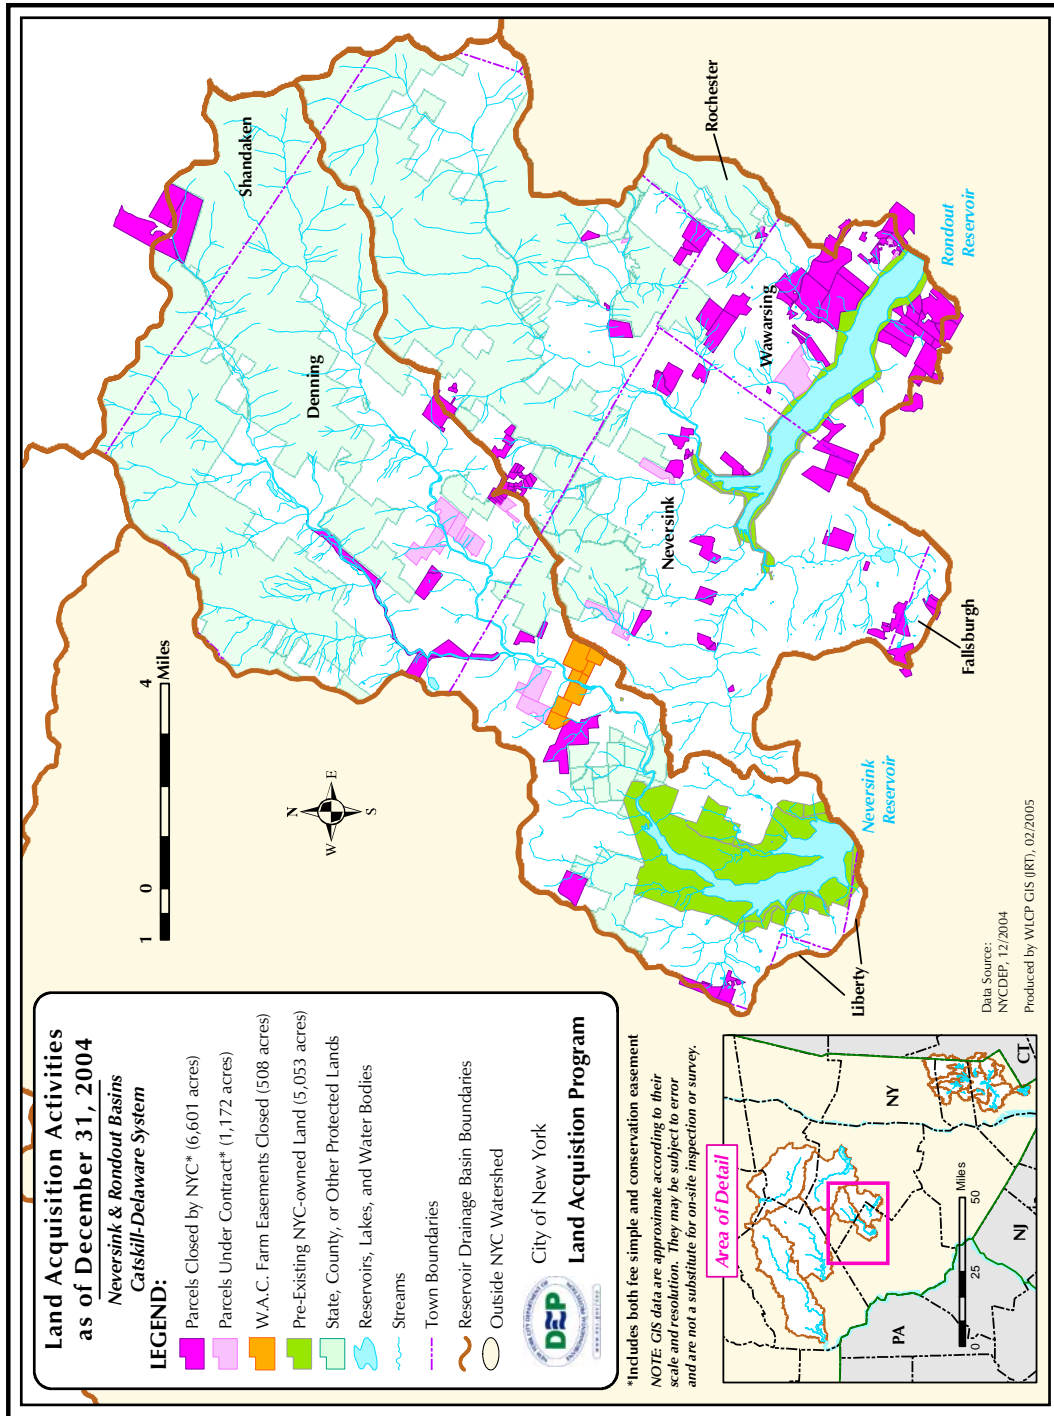 Land Acquisition Activities
as of December 31, 2004
Neversink & Rondout Basins
Catskill-Delaware System
LEGEND:
Parcels Closed by NYC* (6,601 acres)
Parcels Under Contract* (1,172 acres)
W.A.C. Farm Easements Closed (508 acres)
Pre-Existing NYC-owned Land (5,053 acres)
State, County, or Other Protected Lands
Reservoirs, Lakes, and Water Bodies
Streams
Town Boundaries
Reservoir Drainage Basin Boundaries
Outside NYC Watershed
DEP
City of New York
Land Acquistion Program
*Includes both fee simple and conservation easement
NOTE: GIS data are approximate according to their
scale and resolution. They may be subject to error
and are not a substitute for on-site inspection or survey.
Area of Detail
NY
CT
PA
NJ
0 25 50
Miles
1 0 4
Miles
N
W E
S
Shandaken
Denning
Rochester
Wawarsing
Neversink
Fallsburgh
Liberty
Rondout
Reservoir
Neversink
Reservoir
Data Source:
NYCDEP, 12/2004
Produced by WLCP GIS (JRT), 02/2005